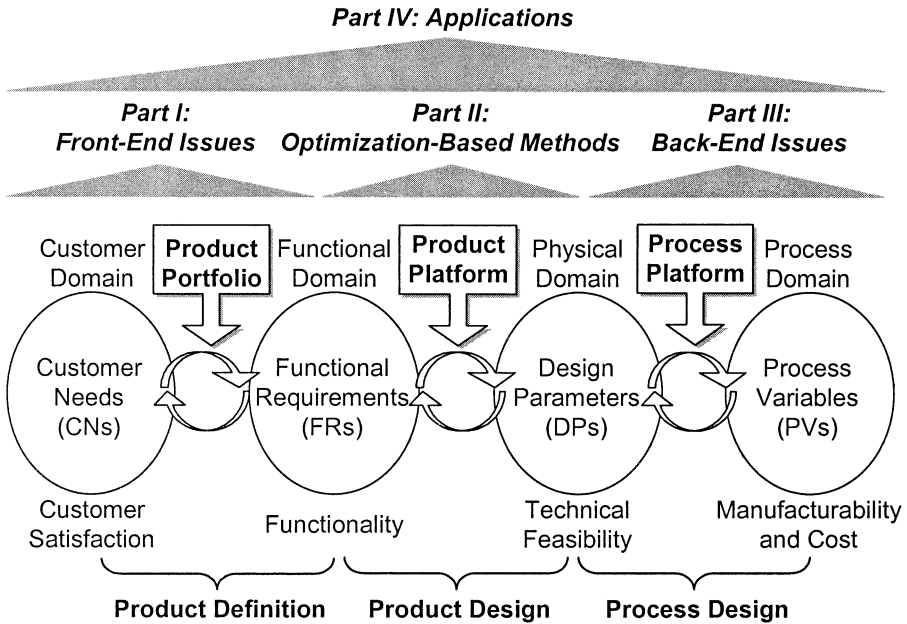 Part IV: Applications
Part I:
Front-End Issues
Part II:
Optimization-Based Methods
Part III:
Back-End Issues
Customer
Domain
Product
Portfolio
Functional
Domain
Product
Platform
Physical
Domain
Process
Platform
Process
Domain
Customer
Needs
(CNs)
Functional
Requirements
(FRs)
Design
Parameters
(DPs)
Process
Variables
(PVs)
Customer
Satisfaction
Functionality
Technical
Feasibility
Manufacturability
and Cost
Product Definition
Product Design
Process Design